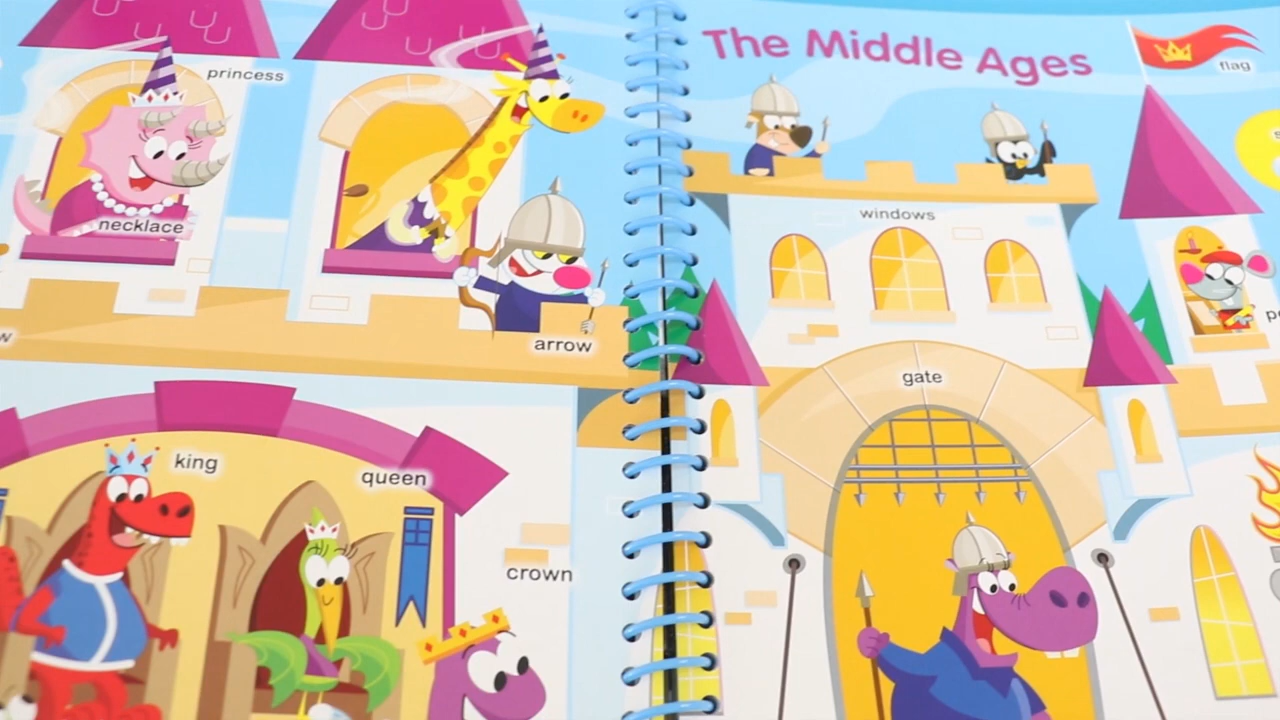 princess
necklace
arrow
king
queen
crown
The Middle Ages
flag
windows
gate